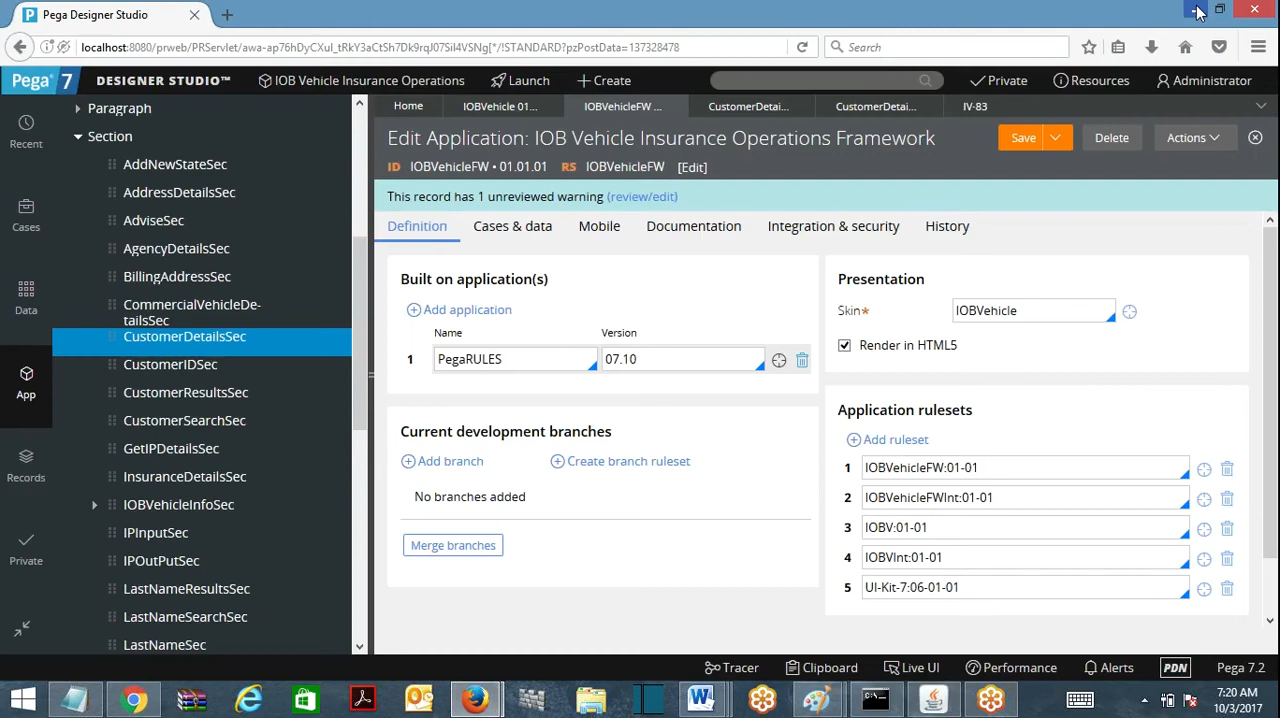 Pega Designer Studio
localhost:8080/prweb/PRServlet/awa-ap76hDyCXul_tRkY3aCtSh7Dk9rqJ07Si4VSNg[*/!STANDARD?pzPostData=137328478
Search
Pega 7
DESIGNER STUDIO™
IOB Vehicle Insurance Operations
Launch
Create
Private
Resources
Administrator
Recent
Cases
Data
App
Records
Private
Paragraph
Section
AddNewStateSec
AddressDetailsSec
AdviseSec
AgencyDetailsSec
BillingAddressSec
CommercialVehicleDe-
tailsSec
CustomerDetailsSec
CustomerIDSec
CustomerResultsSec
CustomerSearchSec
GetIPDetailsSec
InsuranceDetailsSec
IOBVehicleInfoSec
IPInputSec
IPOutPutSec
LastNameResultsSec
LastNameSearchSec
LastNameSec
Home
IOBVehicle 01...
IOBVehicleFW ...
CustomerDetai...
CustomerDetai...
IV-83
Edit Application: IOB Vehicle Insurance Operations Framework
Save
Delete
Actions
ID IOBVehicleFW • 01.01.01 RS IOBVehicleFW [Edit]
This record has 1 unreviewed warning (review/edit)
Definition
Cases & data
Mobile
Documentation
Integration & security
History
Built on application(s)
Add application
Name
Version
1 PegaRULES 07.10
Current development branches
Add branch
Create branch ruleset
No branches added
Merge branches
Presentation
Skin* IOBVehicle
Render in HTML5
Application rulesets
Add ruleset
1 IOBVehicleFW:01-01
2 IOBVehicleFWInt:01-01
3 IOBV:01-01
4 IOBVInt:01-01
5 UI-Kit-7:06-01-01
Tracer
Clipboard
Live UI
Performance
Alerts
PDN
Pega 7.2
7:20 AM
10/3/2017